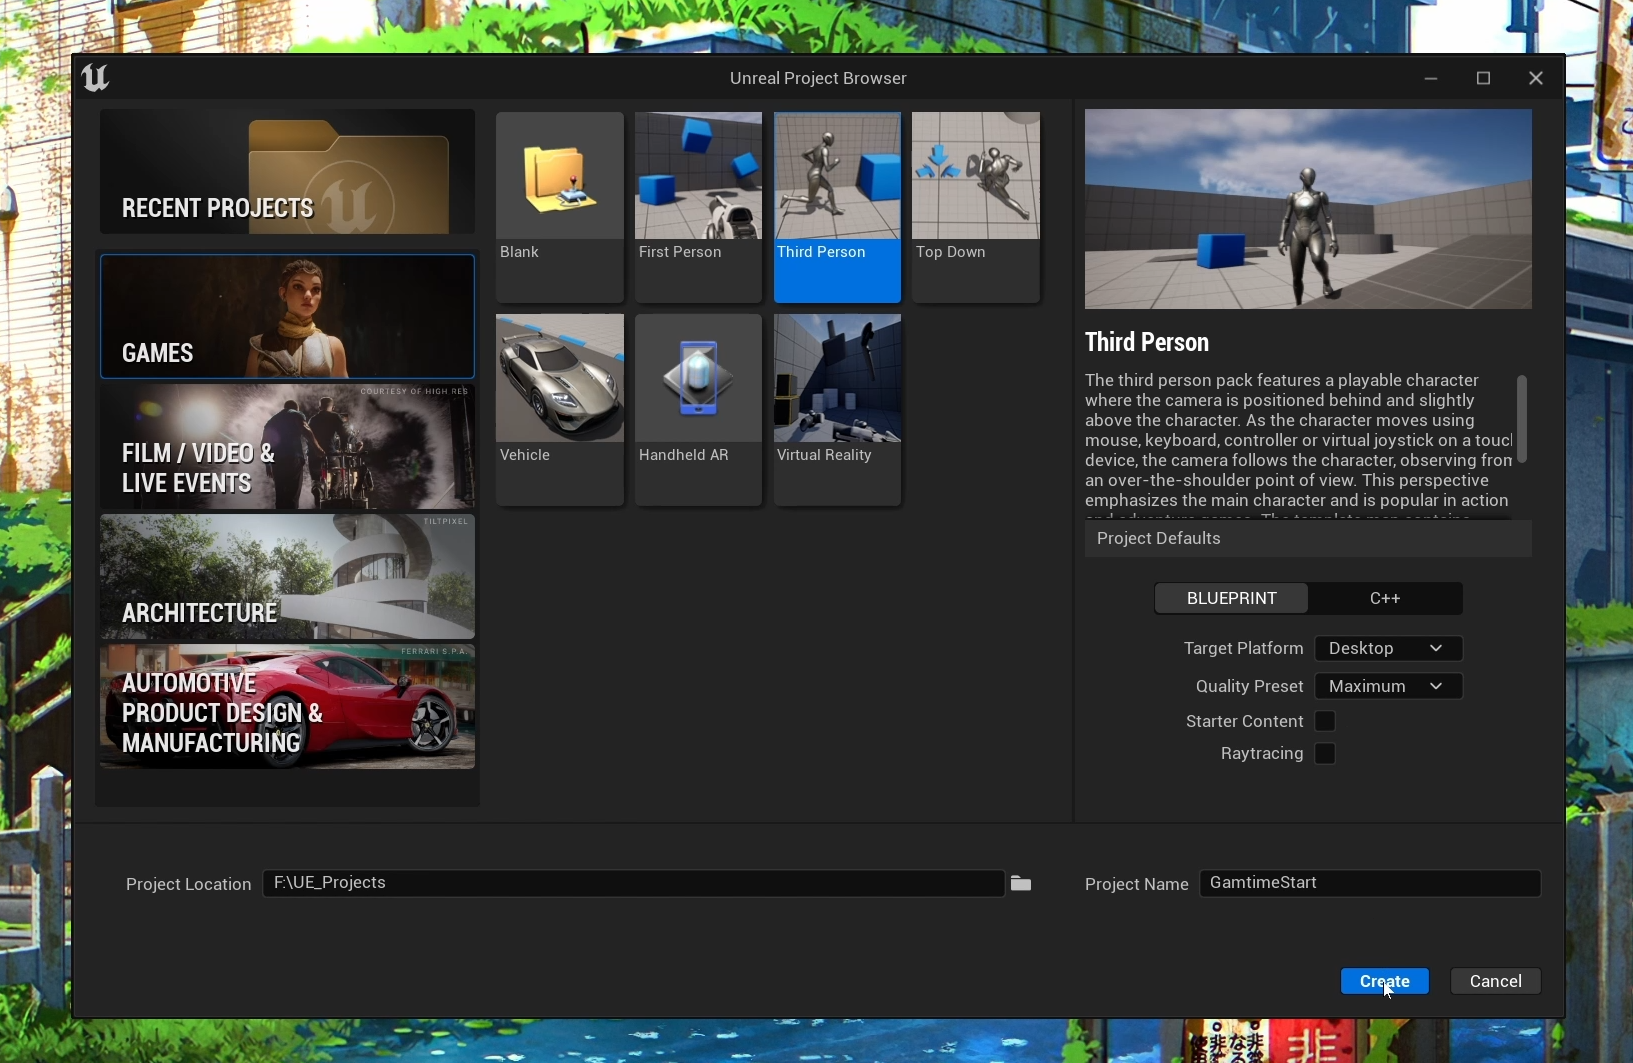 Unreal Project Browser
RECENT PROJECTS
GAMES
COURTESY OF HIGH RES
FILM / VIDEO &
LIVE EVENTS
TILTPIXEL
ARCHITECTURE
FERRARI S.P.A.
AUTOMOTIVE
PRODUCT DESIGN &
MANUFACTURING
Blank
First Person
Third Person
Top Down
Vehicle
Handheld AR
Virtual Reality
Third Person
The third person pack features a playable character
where the camera is positioned behind and slightly
above the character. As the character moves using
mouse, keyboard, controller or virtual joystick on a touch
device, the camera follows the character, observing from
an over-the-shoulder point of view. This perspective
emphasizes the main character and is popular in action
Project Defaults
BLUEPRINT
C++
Target Platform
Desktop
Quality Preset
Maximum
Starter Content
Raytracing
Project Location
F:\UE_Projects
Project Name
GamtimeStart
Create
Cancel